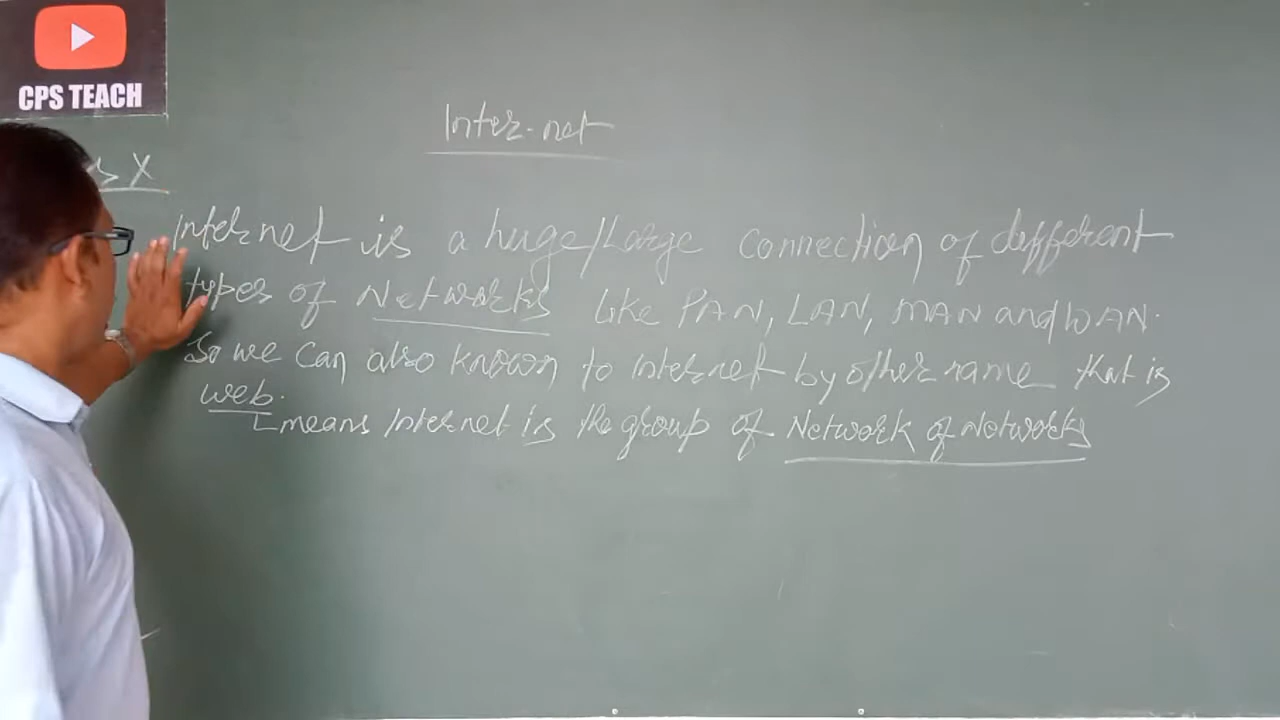 CPS TEACH
Inter-net
X
Internet is a huge/Large Connection of different
types of Networks like PAN, LAN, MAN and WAN.
So we can also known to Internet by other name that is
web.
means Internet is the group of Network of Networks